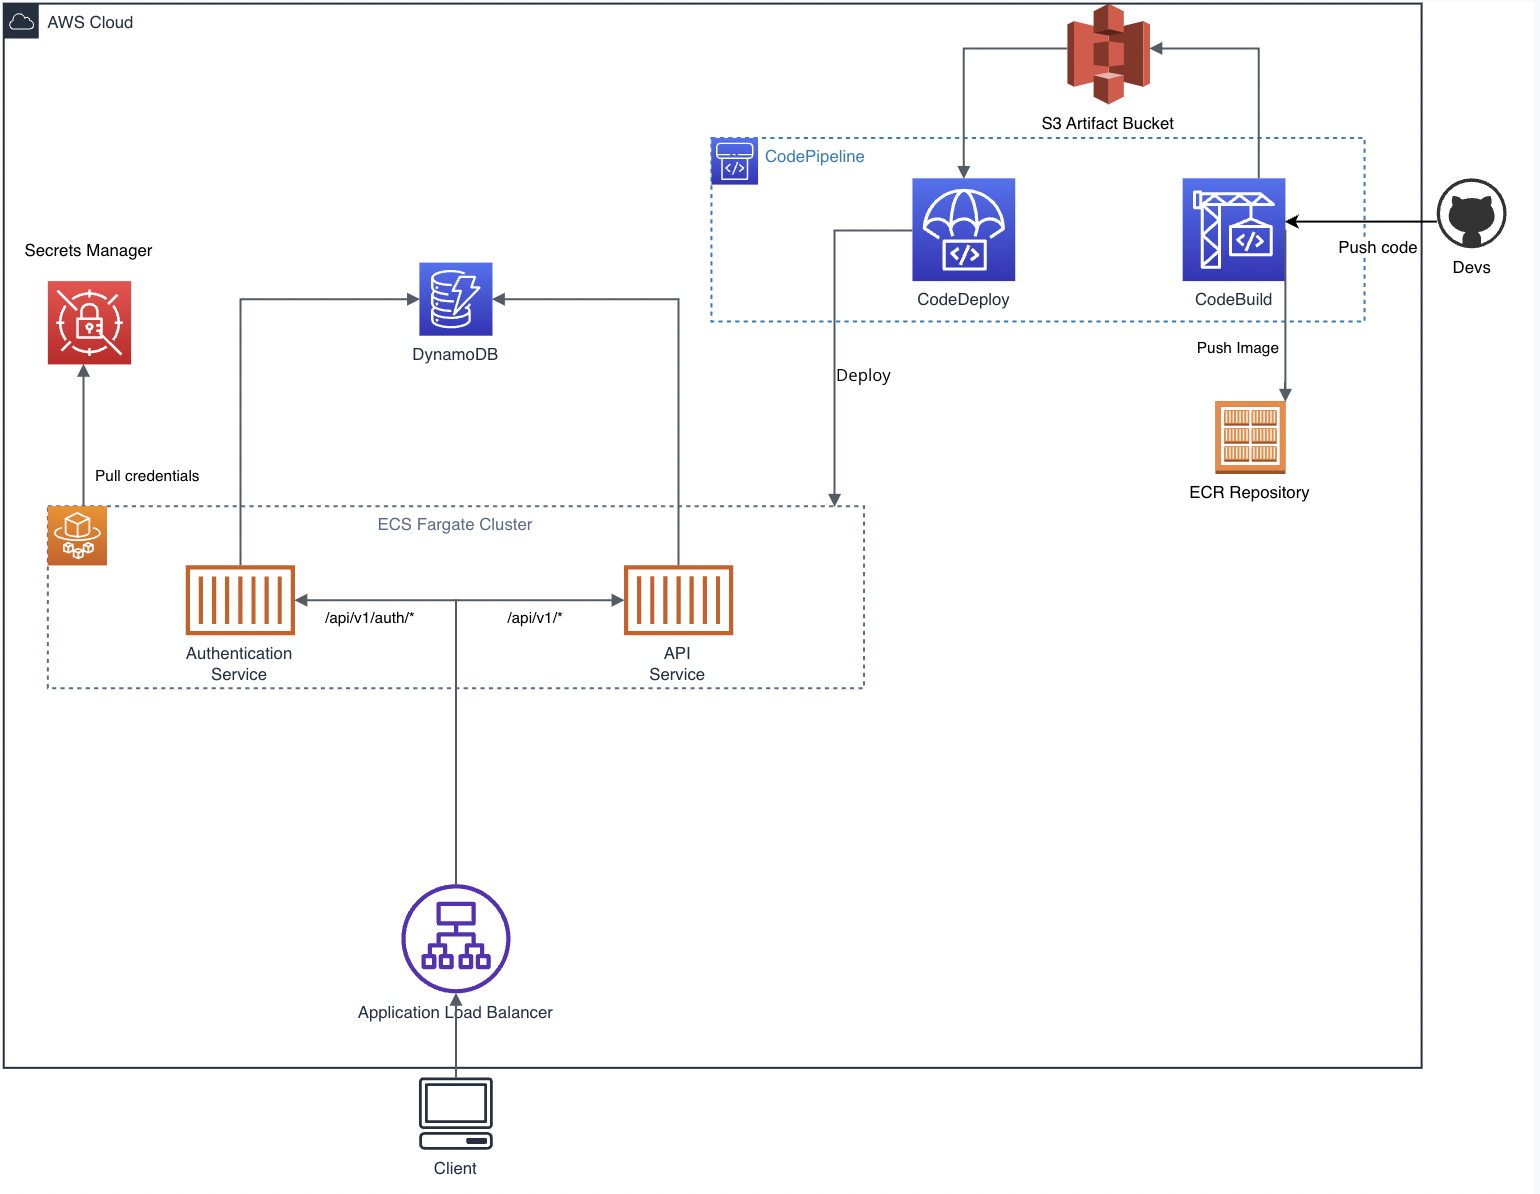 AWS Cloud
S3 Artifact Bucket
CodePipeline
Push code
Devs
CodeDeploy
CodeBuild
Secrets Manager
DynamoDB
Push Image
Deploy
Pull credentials
ECR Repository
ECS Fargate Cluster
/api/v1/auth/*
/api/v1/*
Authentication
Service
API
Service
Application Load Balancer
Client